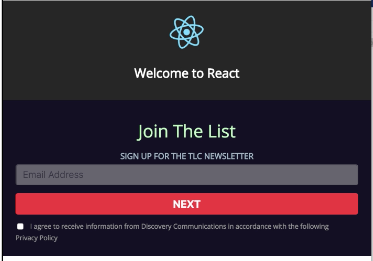 Welcome to React
Join The List
SIGN UP FOR THE TLC NEWSLETTER
Email Address
NEXT
I agree to receive information from Discovery Communications in accordance with the following
Privacy Policy